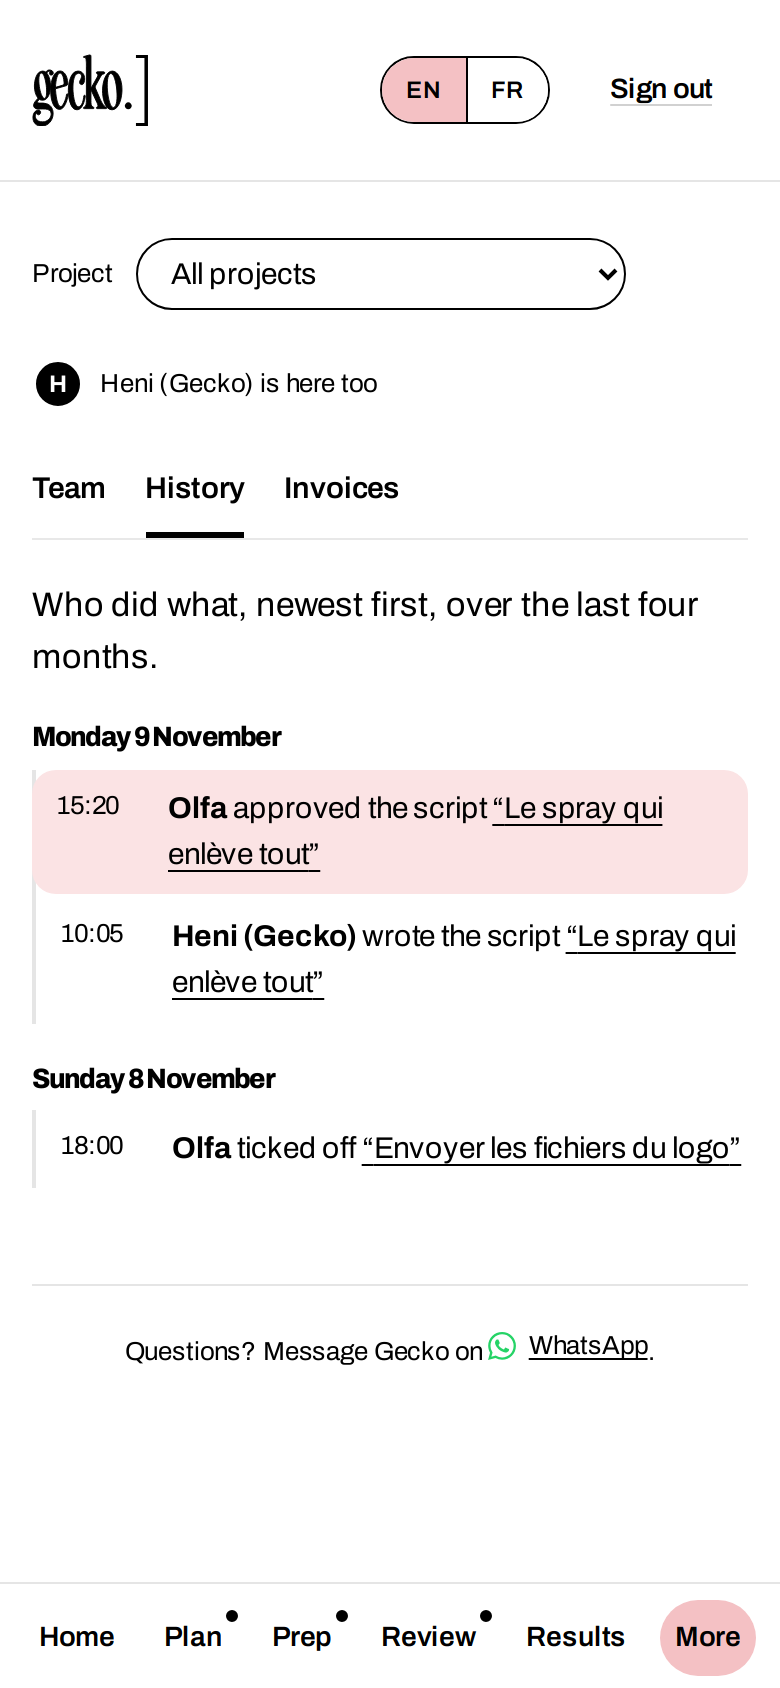 gecko.]
EN FR Sign out
Project All projects
H Heni (Gecko) is here too
Team History Invoices
Who did what, newest first, over the last four
months.
Monday 9 November
15:20 Olfa approved the script “Le spray qui
enlève tout”
10:05 Heni (Gecko) wrote the script “Le spray qui
enlève tout”
Sunday 8 November
18:00 Olfa ticked off “Envoyer les fichiers du logo”
Questions? Message Gecko on WhatsApp.
Home Plan Prep Review Results More